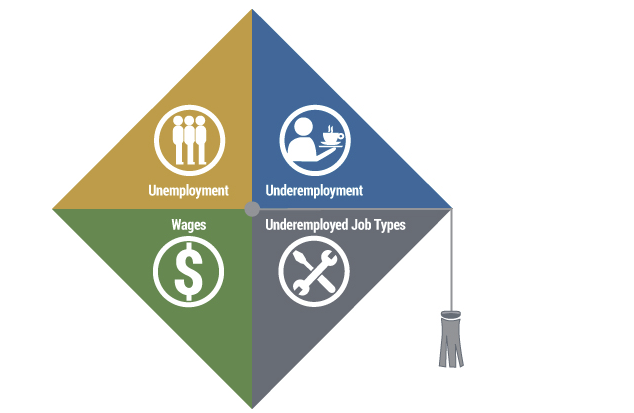 Unemployment
Underemployment
Wages
Underemployed Job Types
$